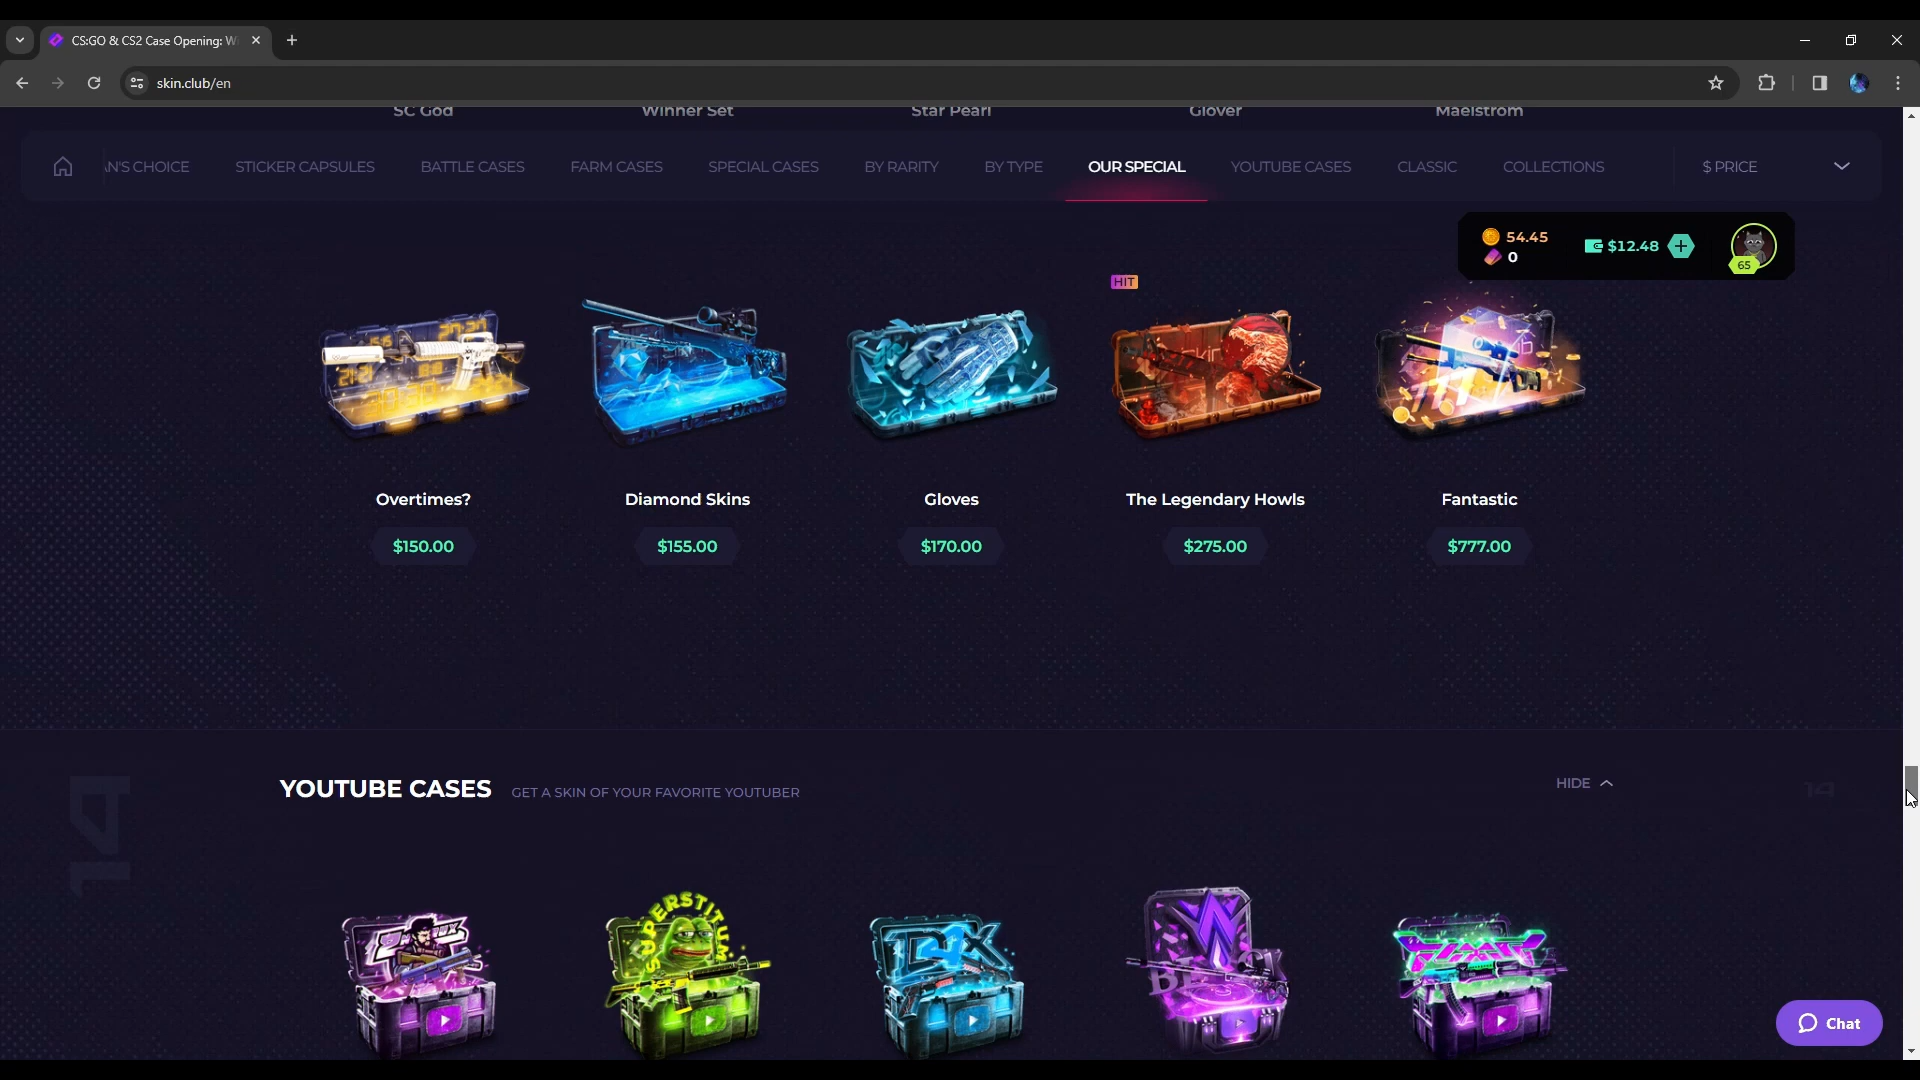 CS:GO & CS2 Case Opening: W
skin.club/en
SC God Winner Set Star Pearl Glover Maelstrom
N'S CHOICE STICKER CAPSULES BATTLE CASES FARM CASES SPECIAL CASES BY RARITY BY TYPE OUR SPECIAL YOUTUBE CASES CLASSIC COLLECTIONS $ PRICE
54.45
0
$12.48
65
HIT
Overtimes? Diamond Skins Gloves The Legendary Howls Fantastic
$150.00 $155.00 $170.00 $275.00 $777.00
14
YOUTUBE CASES GET A SKIN OF YOUR FAVORITE YOUTUBER HIDE
14
SUPERSTITUM
Chat